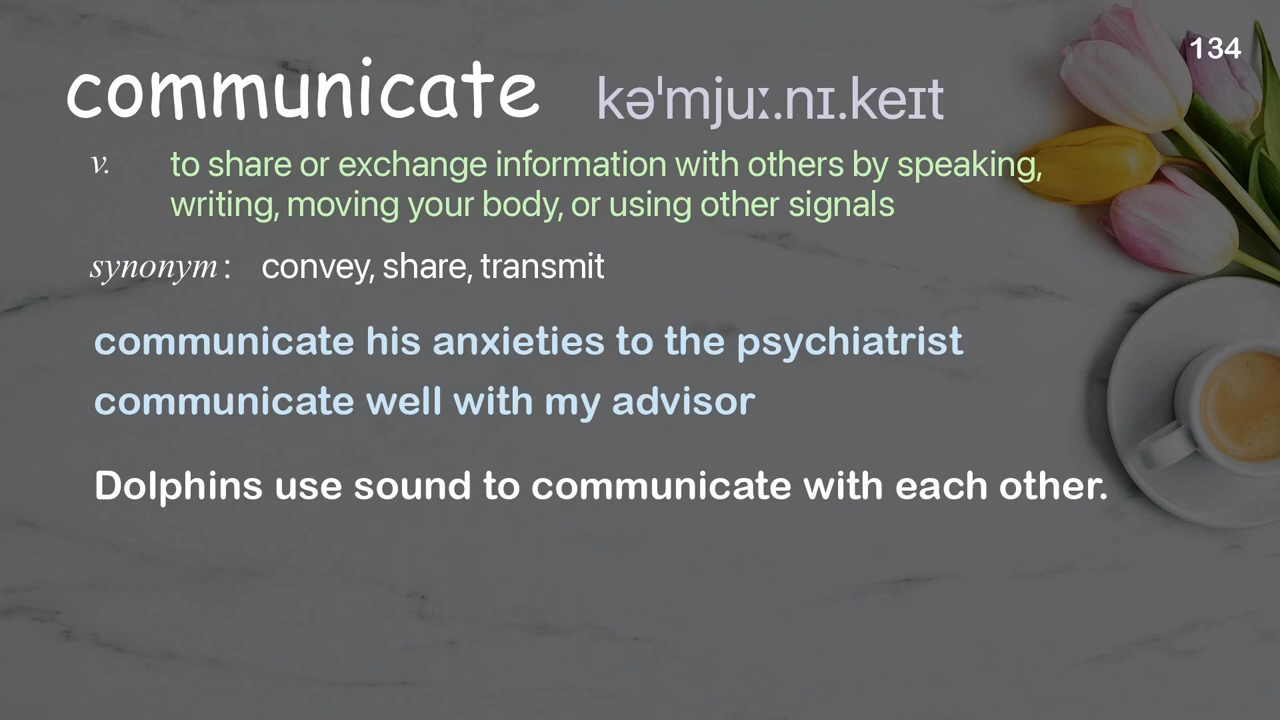 134
communicate kəˈmjuː.nɪ.keɪt
v. to share or exchange information with others by speaking,
writing, moving your body, or using other signals
synonym: convey, share, transmit
communicate his anxieties to the psychiatrist
communicate well with my advisor
Dolphins use sound to communicate with each other.